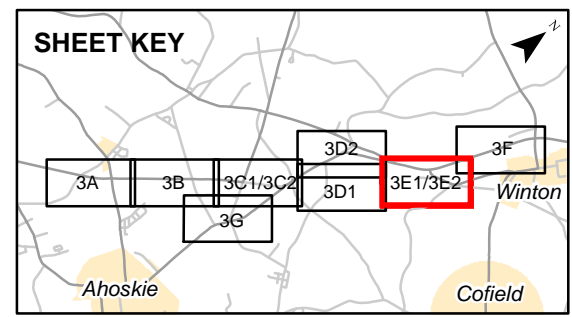 SHEET KEY
N
3D2
3F
3A
3B
3C1/3C2
3D1
3E1/3E2
Winton
3G
Ahoskie
Cofield